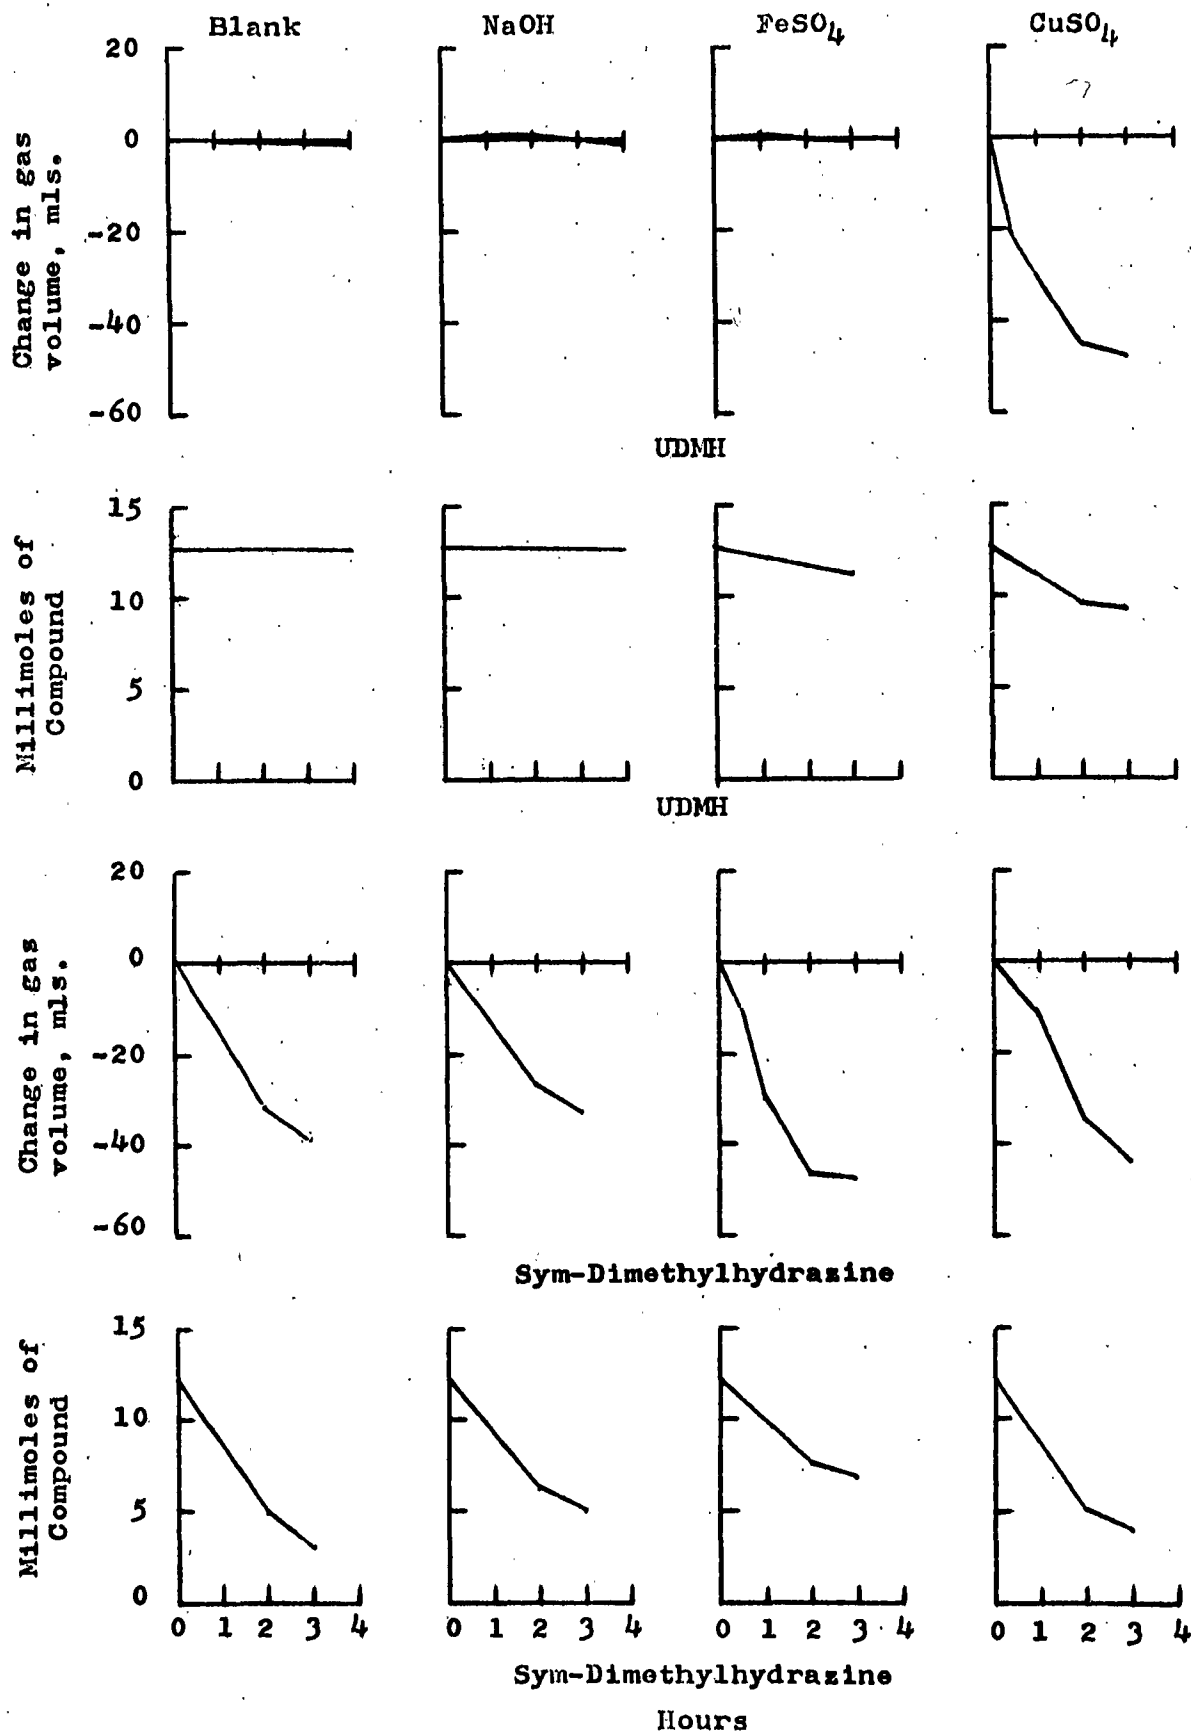 Blank NaOH FeSO4 CuSO4
20
0
-20
-40
-60
Change in gas
volume, mls.
UDMH
15
10
5
0
Millimoles of
Compound
UDMH
20
0
-20
-40
-60
Change in gas
volume, mls.
Sym-Dimethylhydrazine
15
10
5
0
Millimoles of
Compound
0 1 2 3 4 0 1 2 3 4 0 1 2 3 4 0 1 2 3 4
Sym-Dimethylhydrazine
Hours